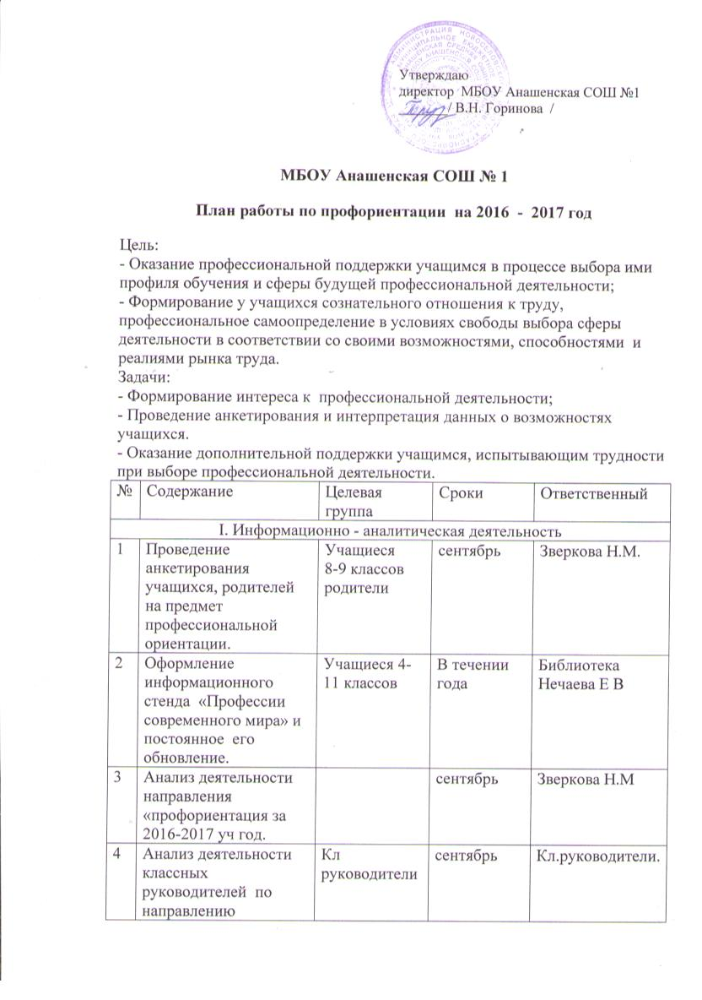 Утверждаю
директор МБОУ Анашенская СОШ №1
/ В.Н. Горинова /
МБОУ Анашенская СОШ № 1
План работы по профориентации на 2016 - 2017 год
Цель:
- Оказание профессиональной поддержки учащимся в процессе выбора ими
профиля обучения и сферы будущей профессиональной деятельности;
- Формирование у учащихся сознательного отношения к труду,
профессиональное самоопределение в условиях свободы выбора сферы
деятельности в соответствии со своими возможностями, способностями и
реалиями рынка труда.
Задачи:
- Формирование интереса к профессиональной деятельности;
- Проведение анкетирования и интерпретация данных о возможностях
учащихся.
- Оказание дополнительной поддержки учащимся, испытывающим трудности
при выборе профессиональной деятельности.
№ Содержание Целевая Сроки Ответственный
группа
I. Информационно - аналитическая деятельность
1 Проведение Учащиеся сентябрь Зверкова Н.М.
анкетирования 8-9 классов
учащихся, родителей родители
на предмет
профессиональной
ориентации.
2 Оформление Учащиеся 4- В течении Библиотека
информационного 11 классов года Нечаева Е В
стенда «Профессии
современного мира» и
постоянное его
обновление.
3 Анализ деятельности сентябрь Зверкова Н.М
направления
«профориентация за
2016-2017 уч год.
4 Анализ деятельности Кл сентябрь Кл.руководители.
классных руководители
руководителей по
направлению